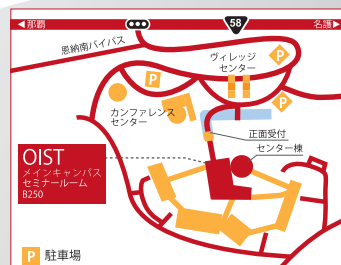 ◀那覇
58
名護▶
恩納南バイパス
P
ヴィレッジ
センター
P
P
カンファレンス
センター
正面受付
センター棟
OIST
メインキャンパス
セミナールーム
B250
P 駐車場